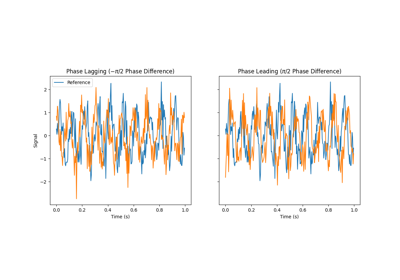 Phase Lagging (−π/2 Phase Difference)
Reference
2
1
0
−1
−2
Signal
0.0 0.2 0.4 0.6 0.8 1.0
Time (s)
Phase Leading (π/2 Phase Difference)
0.0 0.2 0.4 0.6 0.8 1.0
Time (s)